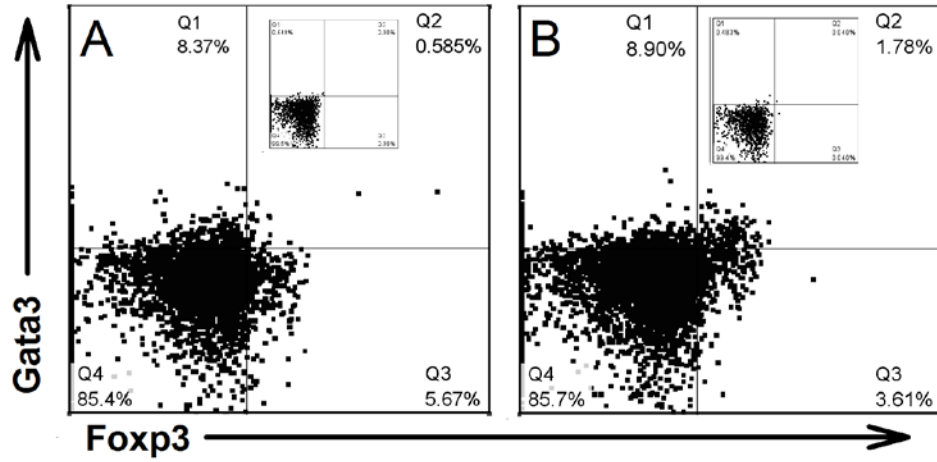 A
Q1
8.37%
Q2
0.585%
Q4
85.4%
Q3
5.67%
B
Q1
8.90%
Q2
1.78%
Q4
85.7%
Q3
3.61%
Gata3
Foxp3